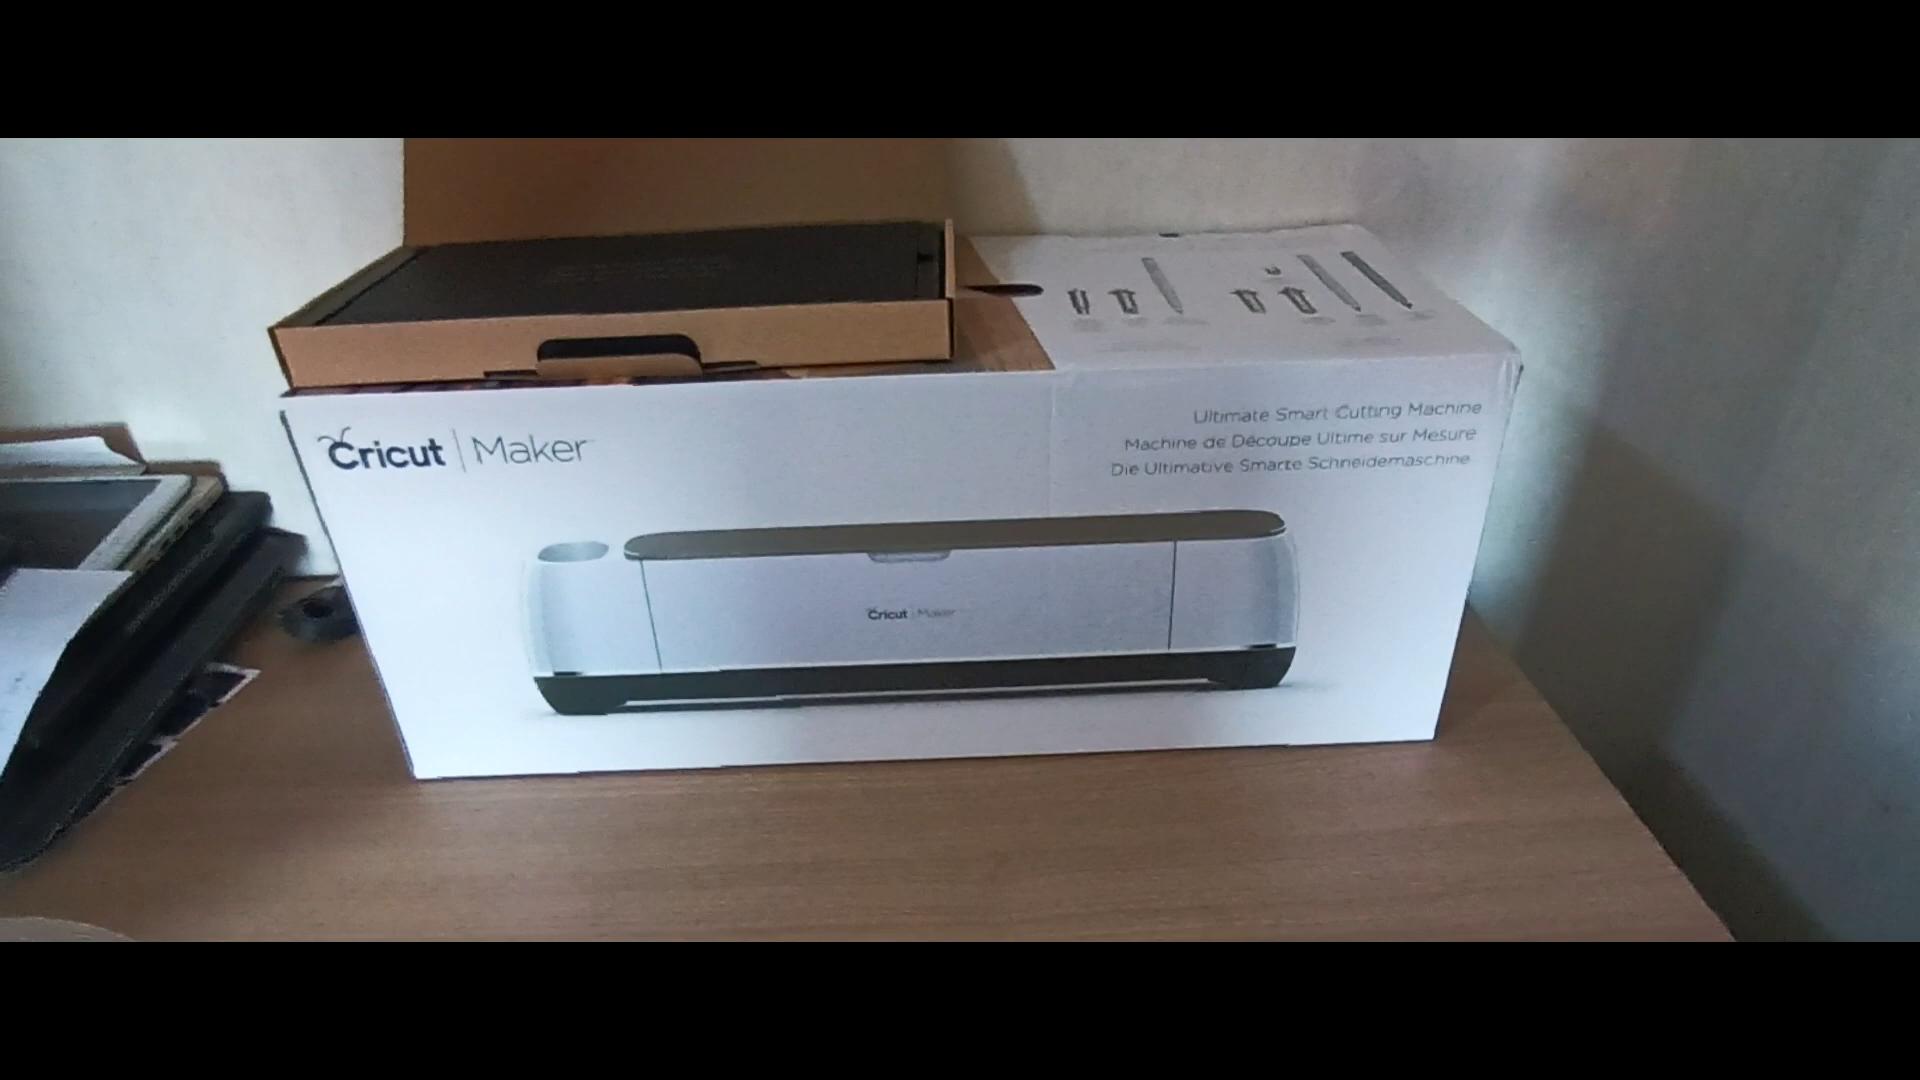 Cricut | Maker
Ultimate Smart Cutting Machine
Machine de Découpe Ultime sur Mesure
Die Ultimative Smarte Schneidemaschine
Cricut | Maker